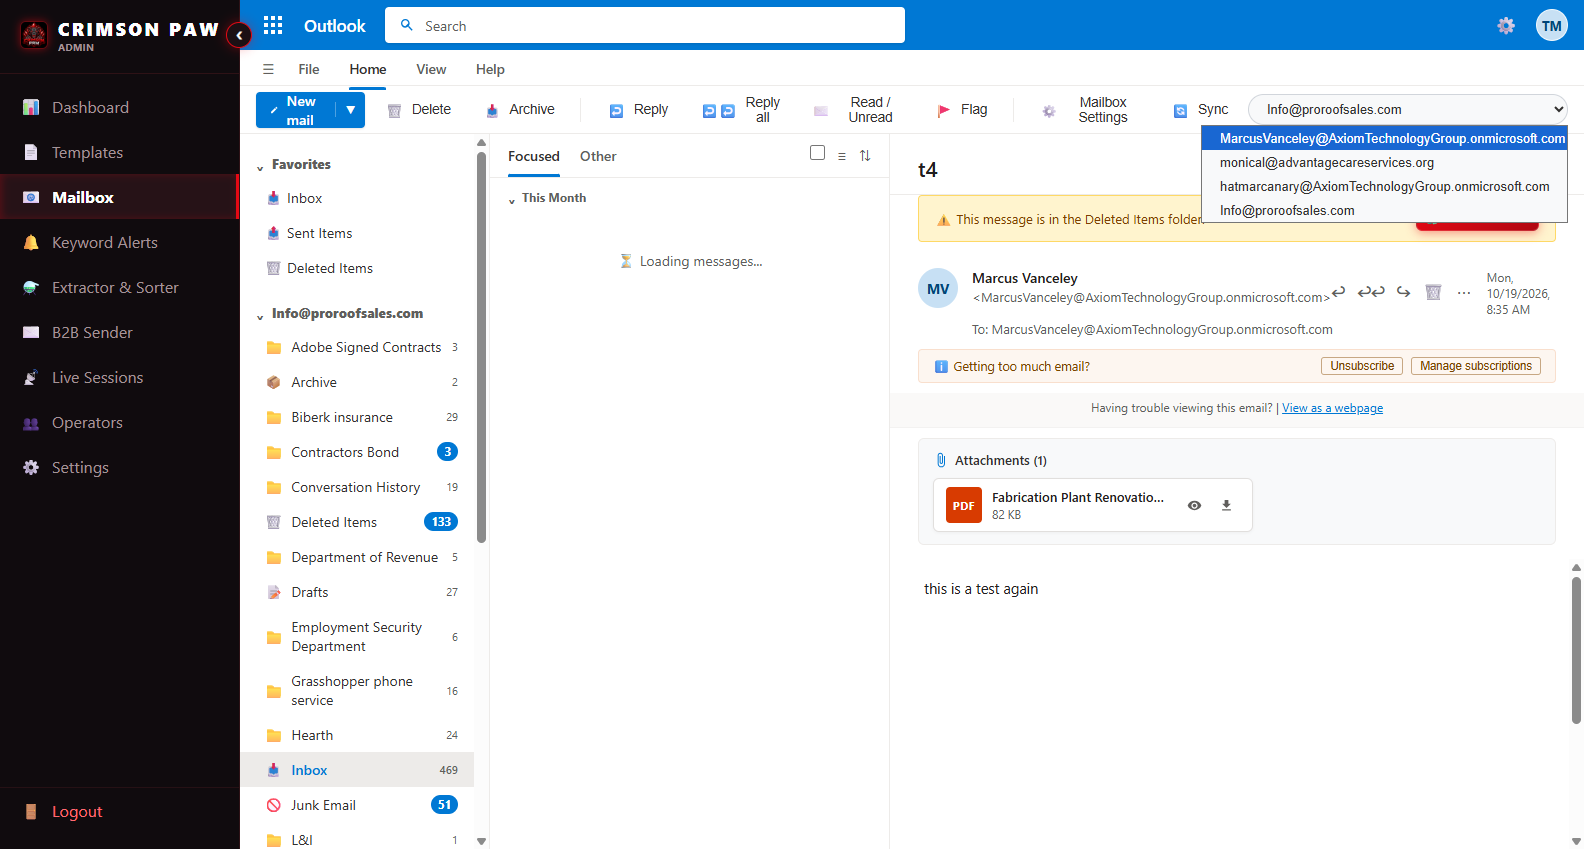 CRIMSON PAW
ADMIN
Dashboard
Templates
Mailbox
Keyword Alerts
Extractor & Sorter
B2B Sender
Live Sessions
Operators
Settings
Logout
Outlook
Search
TM
File
Home
View
Help
New mail
Delete
Archive
Reply
Reply all
Read / Unread
Flag
Mailbox Settings
Sync
Info@proroofsales.com
MarcusVanceley@AxiomTechnologyGroup.onmicrosoft.com
monical@advantagecareservices.org
hatmarcanary@AxiomTechnologyGroup.onmicrosoft.com
Info@proroofsales.com
Favorites
Inbox
Sent Items
Deleted Items
Info@proroofsales.com
Adobe Signed Contracts 3
Archive 2
Biberk insurance 29
Contractors Bond 3
Conversation History 19
Deleted Items 133
Department of Revenue 5
Drafts 27
Employment Security
Department 6
Grasshopper phone
service 16
Hearth 24
Inbox 469
Junk Email 51
L&I 1
Focused
Other
This Month
Loading messages...
t4
This message is in the Deleted Items folder.
MV
Marcus Vanceley
<MarcusVanceley@AxiomTechnologyGroup.onmicrosoft.com>
To: MarcusVanceley@AxiomTechnologyGroup.onmicrosoft.com
Mon,
10/19/2026,
8:35 AM
Getting too much email?
Unsubscribe
Manage subscriptions
Having trouble viewing this email? | View as a webpage
Attachments (1)
PDF
Fabrication Plant Renovatio...
82 KB
this is a test again